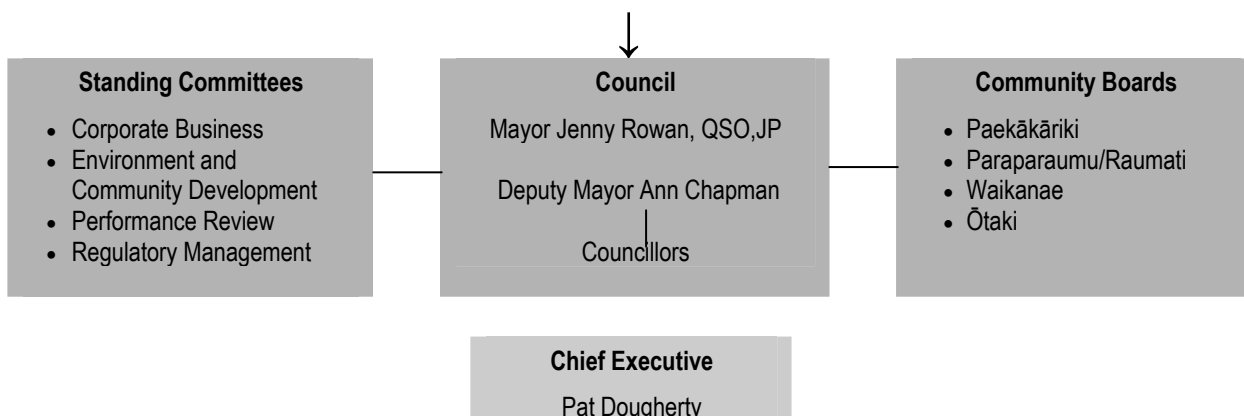 Standing Committees
• Corporate Business
• Environment and
Community Development
• Performance Review
• Regulatory Management
Council
Mayor Jenny Rowan, QSO,JP
Deputy Mayor Ann Chapman
Councillors
Community Boards
• Paekākāriki
• Paraparaumu/Raumati
• Waikanae
• Ōtaki
Chief Executive
Pat Dougherty